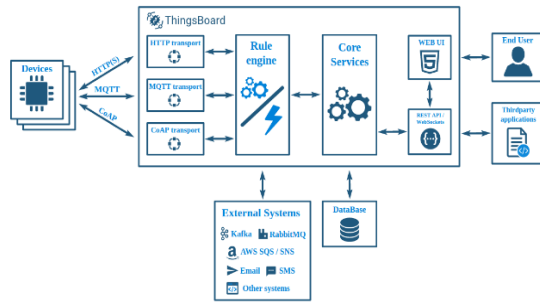 ThingsBoard
Devices
HTTP(S)
MQTT
CoAP
HTTP transport
MQTT transport
CoAP transport
Rule
engine
Core
Services
WEB UI
REST API/
WebSockets
End User
Thirdparty
applications
External Systems
Kafka
RabbitMQ
AWS SQS / SNS
Email
SMS
Other systems
DataBase